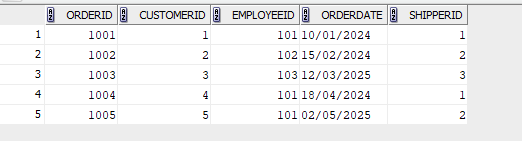 ORDERID CUSTOMERID EMPLOYEEID ORDERDATE SHIPPERID
1 1001 1 101 10/01/2024 1
2 1002 2 102 15/02/2024 2
3 1003 3 103 12/03/2025 3
4 1004 4 101 18/04/2024 1
5 1005 5 101 02/05/2025 2